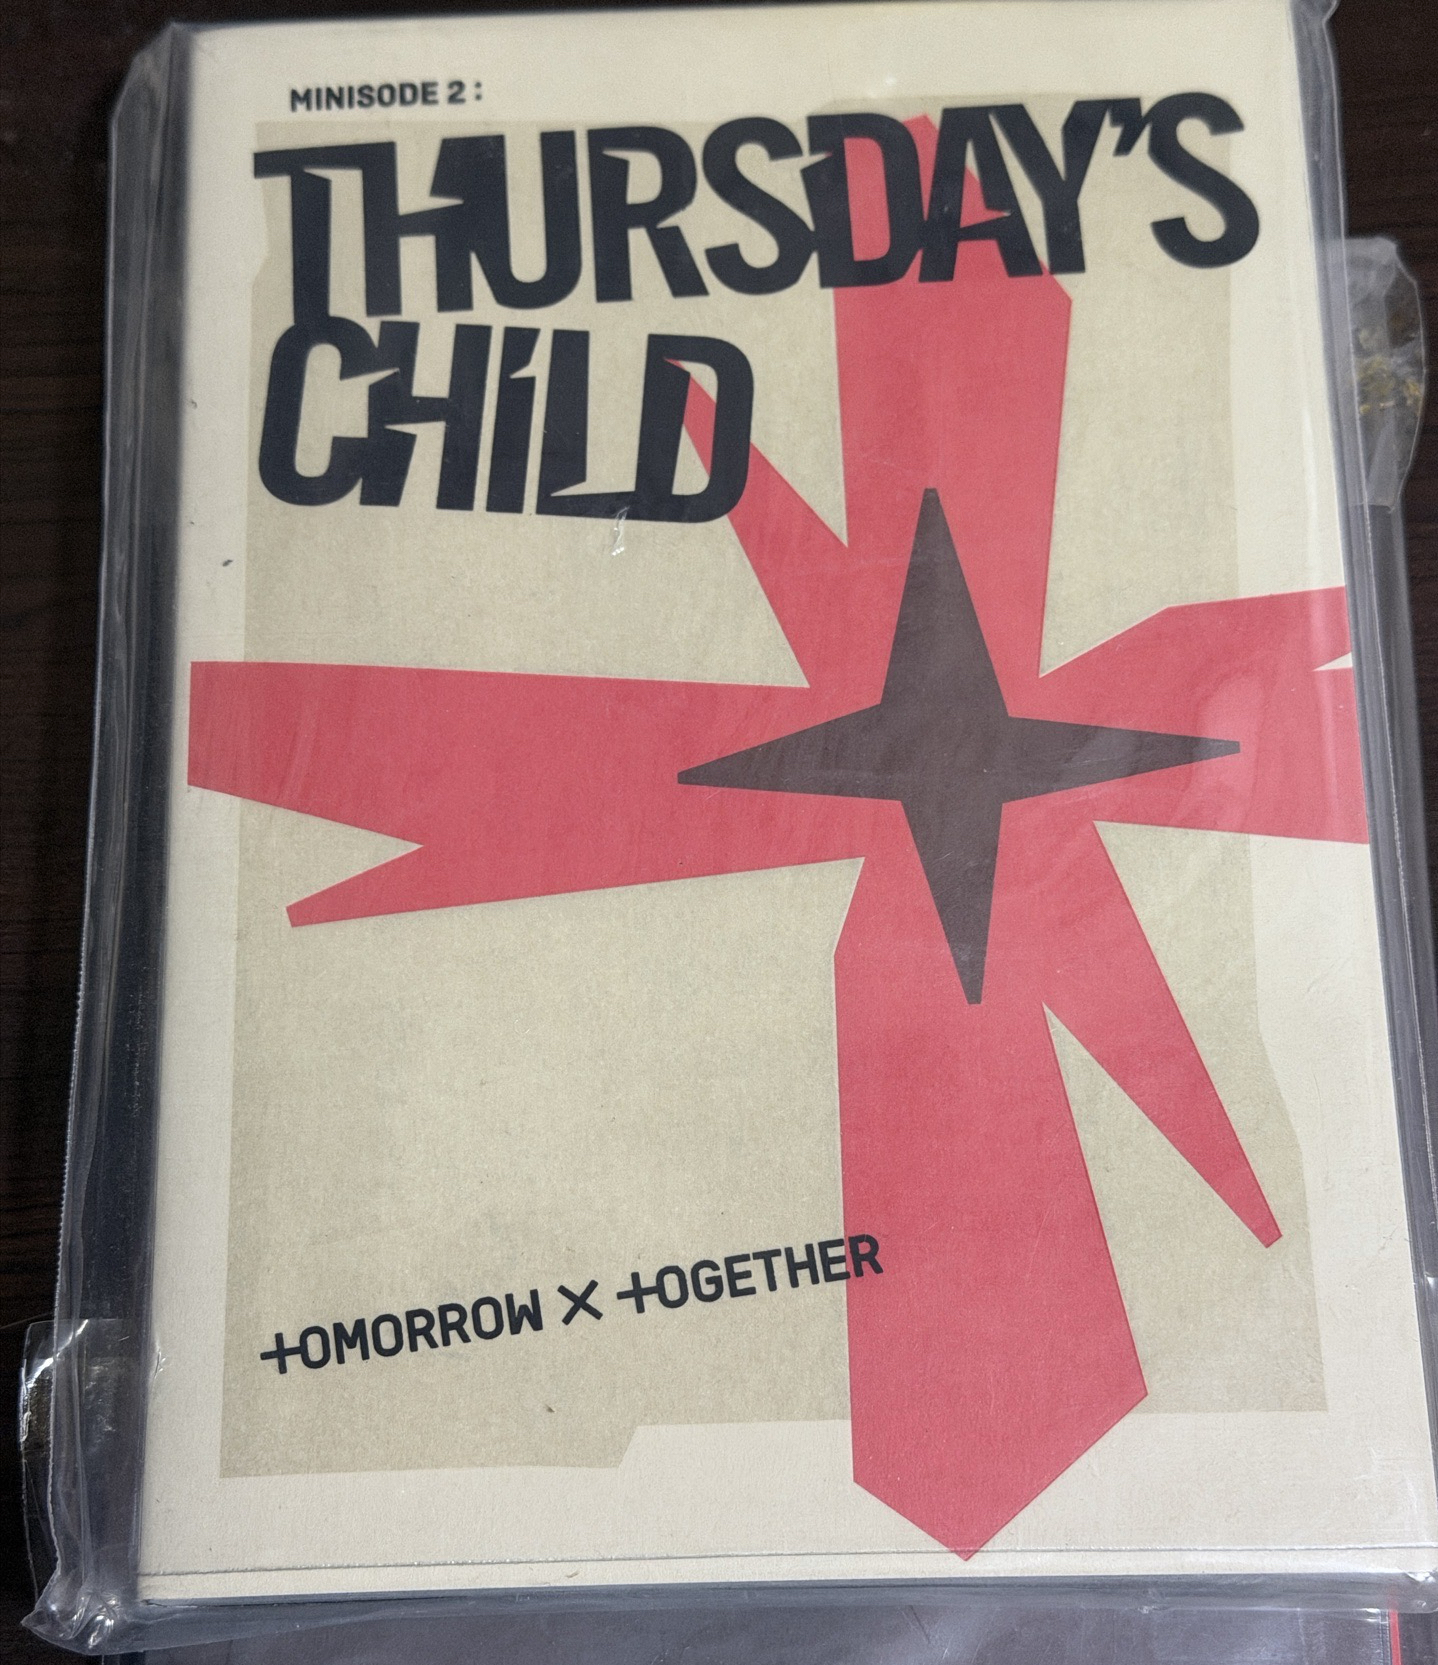 MINISODE 2:
THURSDAY'S
CHILD
TOMORROW X TOGETHER